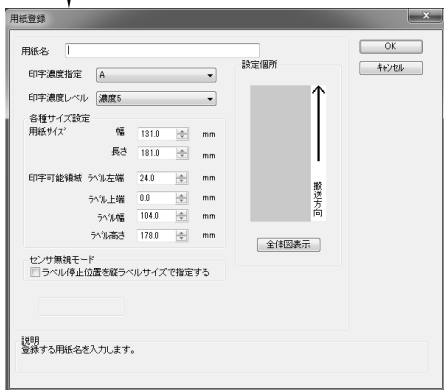 用紙登録
用紙名
OK
キャンセル
印字濃度指定 A
印字濃度レベル 濃度5
各種サイズ設定
用紙サイズ 幅 131.0 mm
長さ 181.0 mm
印字可能領域 ラベル左端 24.0 mm
ラベル上端 0.0 mm
ラベル幅 104.0 mm
ラベル高さ 178.0 mm
設定個所
搬送方向
全体図表示
センサ無視モード
ラベル停止位置を縦ラベルサイズで指定する
説明
登録する用紙名を入力します。